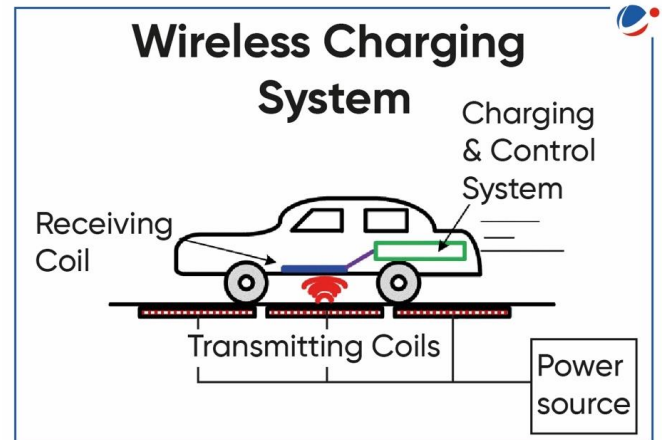 Wireless Charging
System
Charging
& Control
System
Receiving
Coil
Transmitting Coils
Power
source